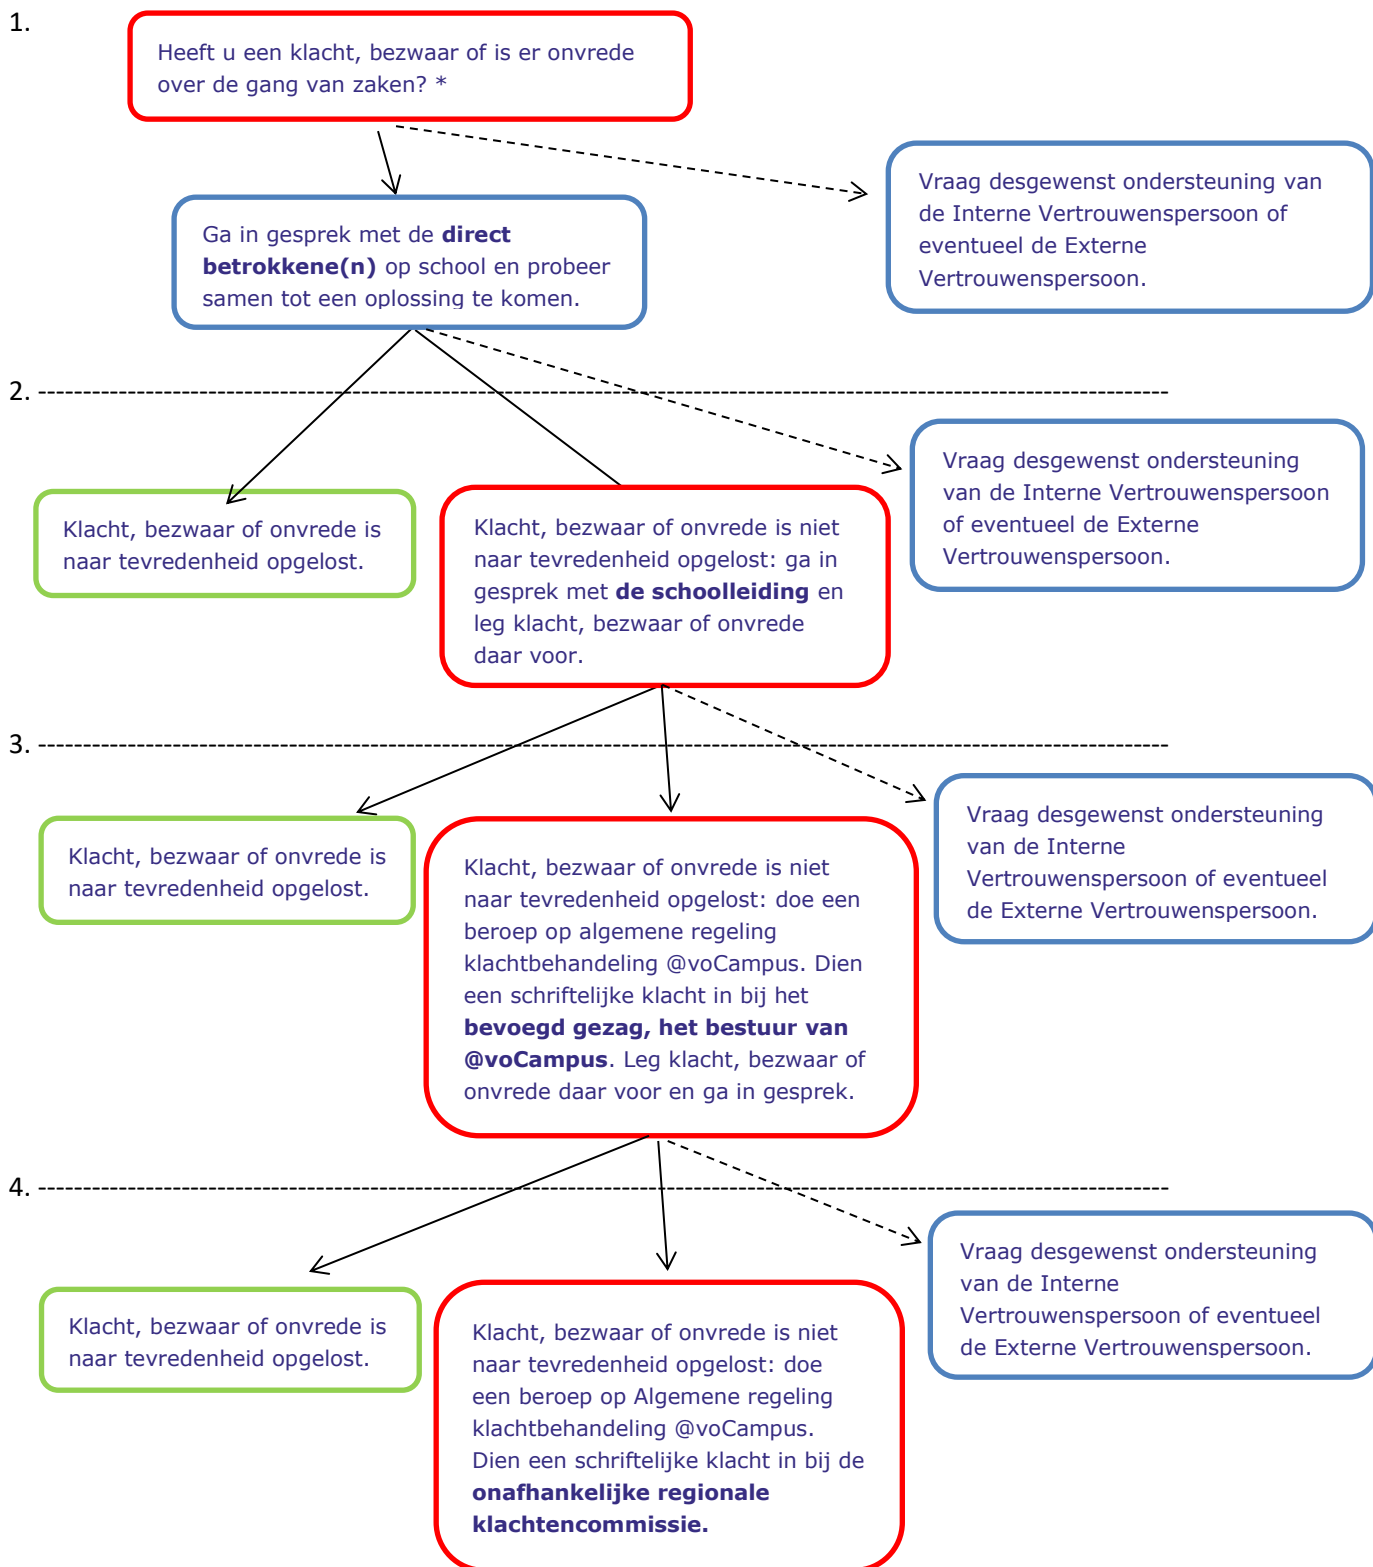 1.
Heeft u een klacht, bezwaar of is er onvrede
over de gang van zaken? *
Vraag desgewenst ondersteuning van
de Interne Vertrouwenspersoon of
eventueel de Externe
Vertrouwenspersoon.
Ga in gesprek met de direct
betrokkene(n) op school en probeer
samen tot een oplossing te komen.
2. ----------------------------------------------------------------
Vraag desgewenst ondersteuning
van de Interne Vertrouwenspersoon
of eventueel de Externe
Vertrouwenspersoon.
Klacht, bezwaar of onvrede is
naar tevredenheid opgelost.
Klacht, bezwaar of onvrede is niet
naar tevredenheid opgelost: ga in
gesprek met de schoolleiding en
leg klacht, bezwaar of onvrede
daar voor.
3. ----------------------------------------------------------------
Vraag desgewenst ondersteuning
van de Interne
Vertrouwenspersoon of eventueel
de Externe Vertrouwenspersoon.
Klacht, bezwaar of onvrede is
naar tevredenheid opgelost.
Klacht, bezwaar of onvrede is niet
naar tevredenheid opgelost: doe een
beroep op algemene regeling
klachtbehandeling @voCampus. Dien
een schriftelijke klacht in bij het
bevoegd gezag, het bestuur van
@voCampus. Leg klacht, bezwaar of
onvrede daar voor en ga in gesprek.
4. ----------------------------------------------------------------
Vraag desgewenst ondersteuning
van de Interne
Vertrouwenspersoon of eventueel
de Externe Vertrouwenspersoon.
Klacht, bezwaar of onvrede is
naar tevredenheid opgelost.
Klacht, bezwaar of onvrede is niet
naar tevredenheid opgelost: doe
een beroep op Algemene regeling
klachtbehandeling @voCampus.
Dien een schriftelijke klacht in bij de
onafhankelijke regionale
klachtencommissie.